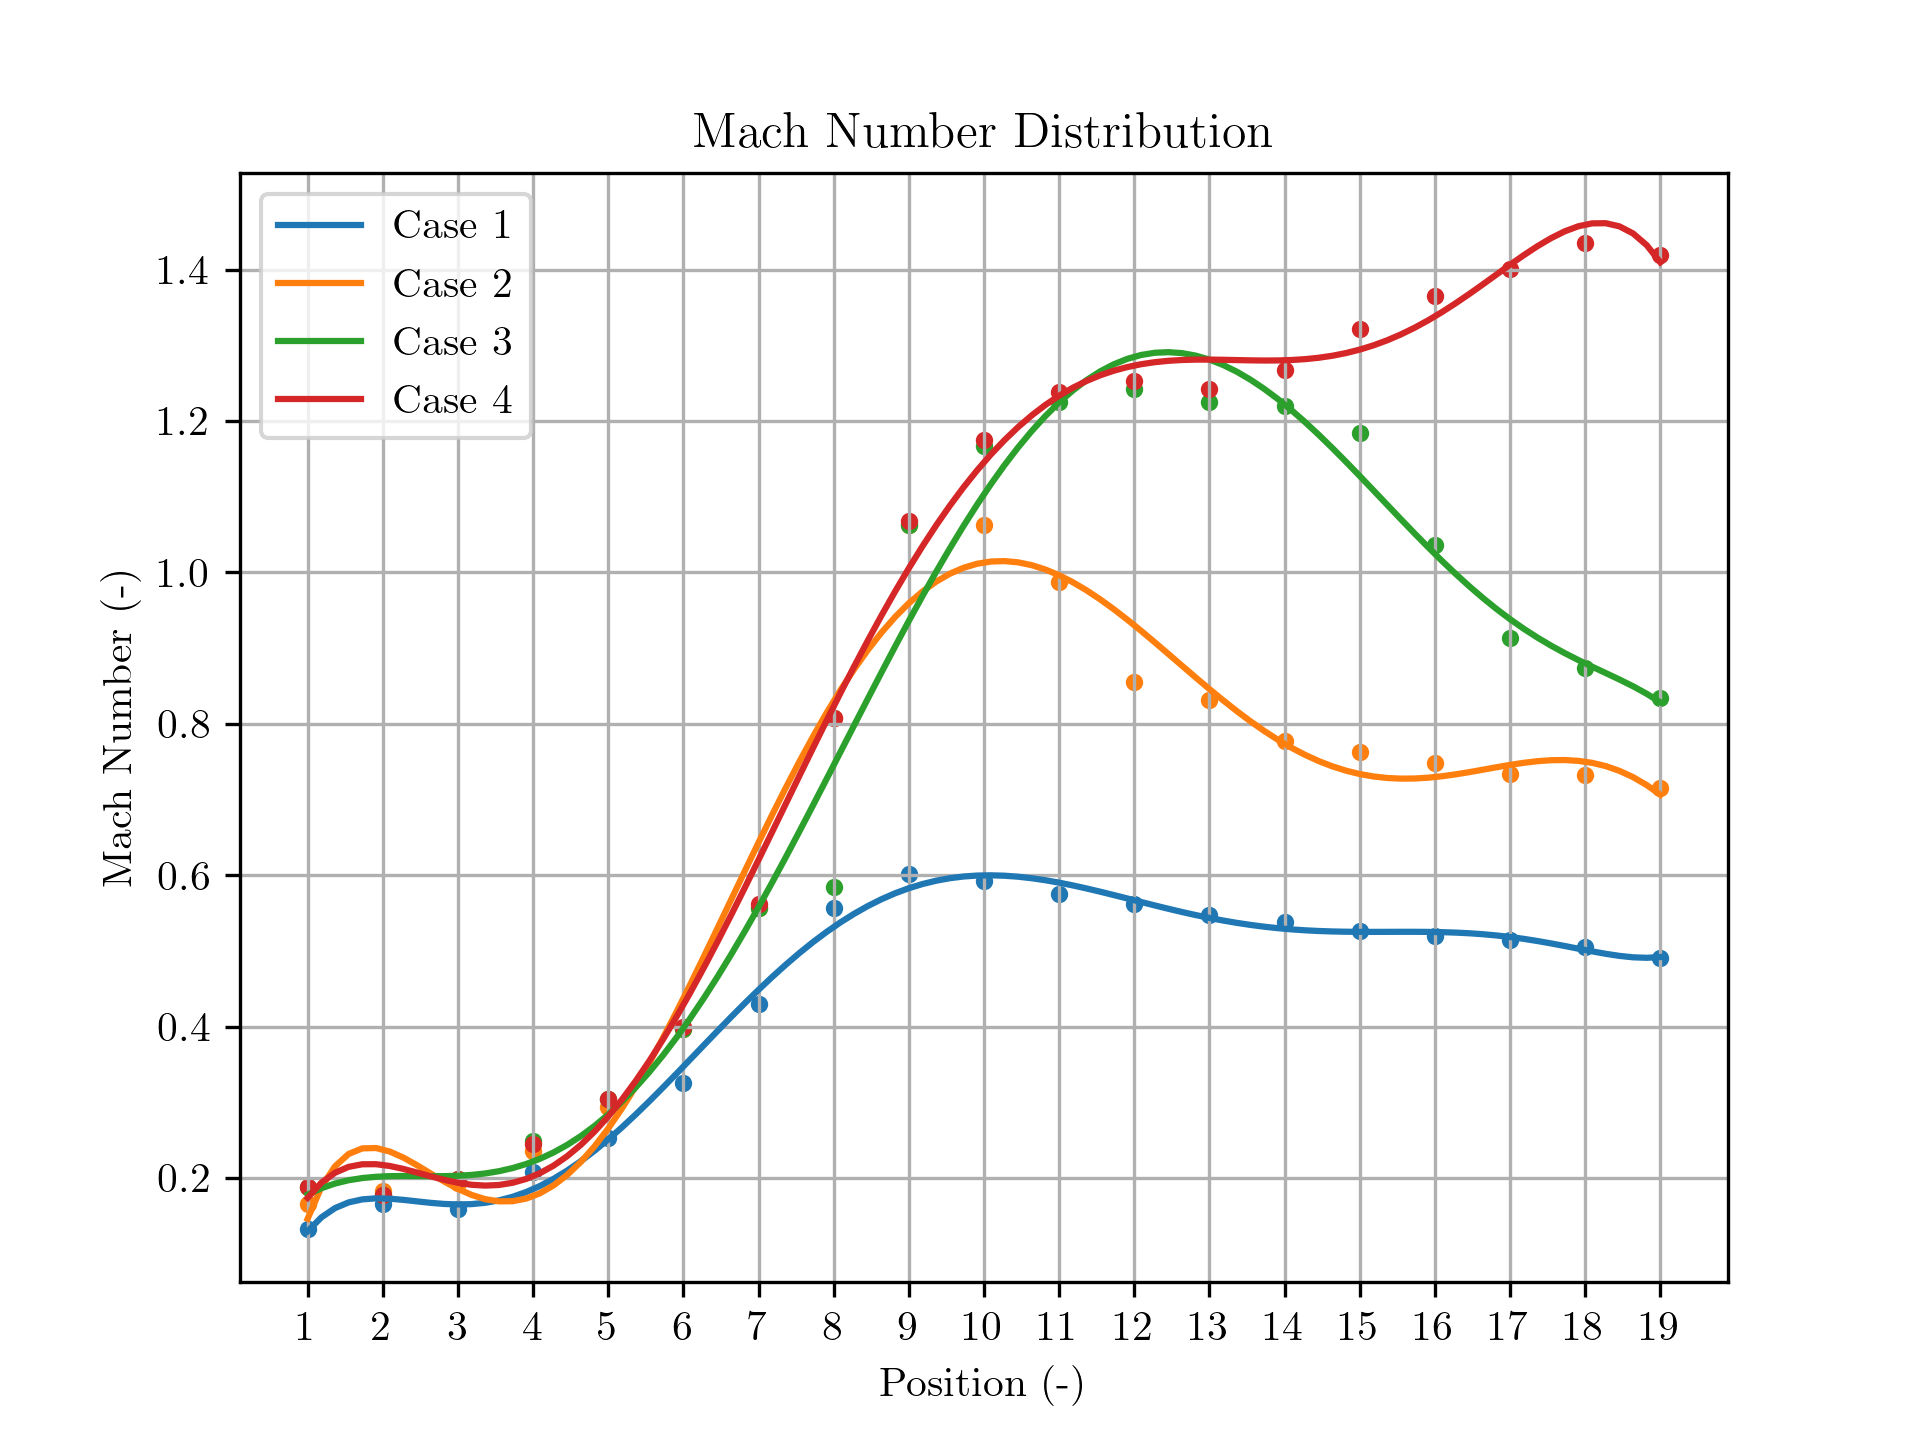 Mach Number Distribution
Case 1
Case 2
Case 3
Case 4
Mach Number (-)
1.4
1.2
1.0
0.8
0.6
0.4
0.2
1 2 3 4 5 6 7 8 9 10 11 12 13 14 15 16 17 18 19
Position (-)